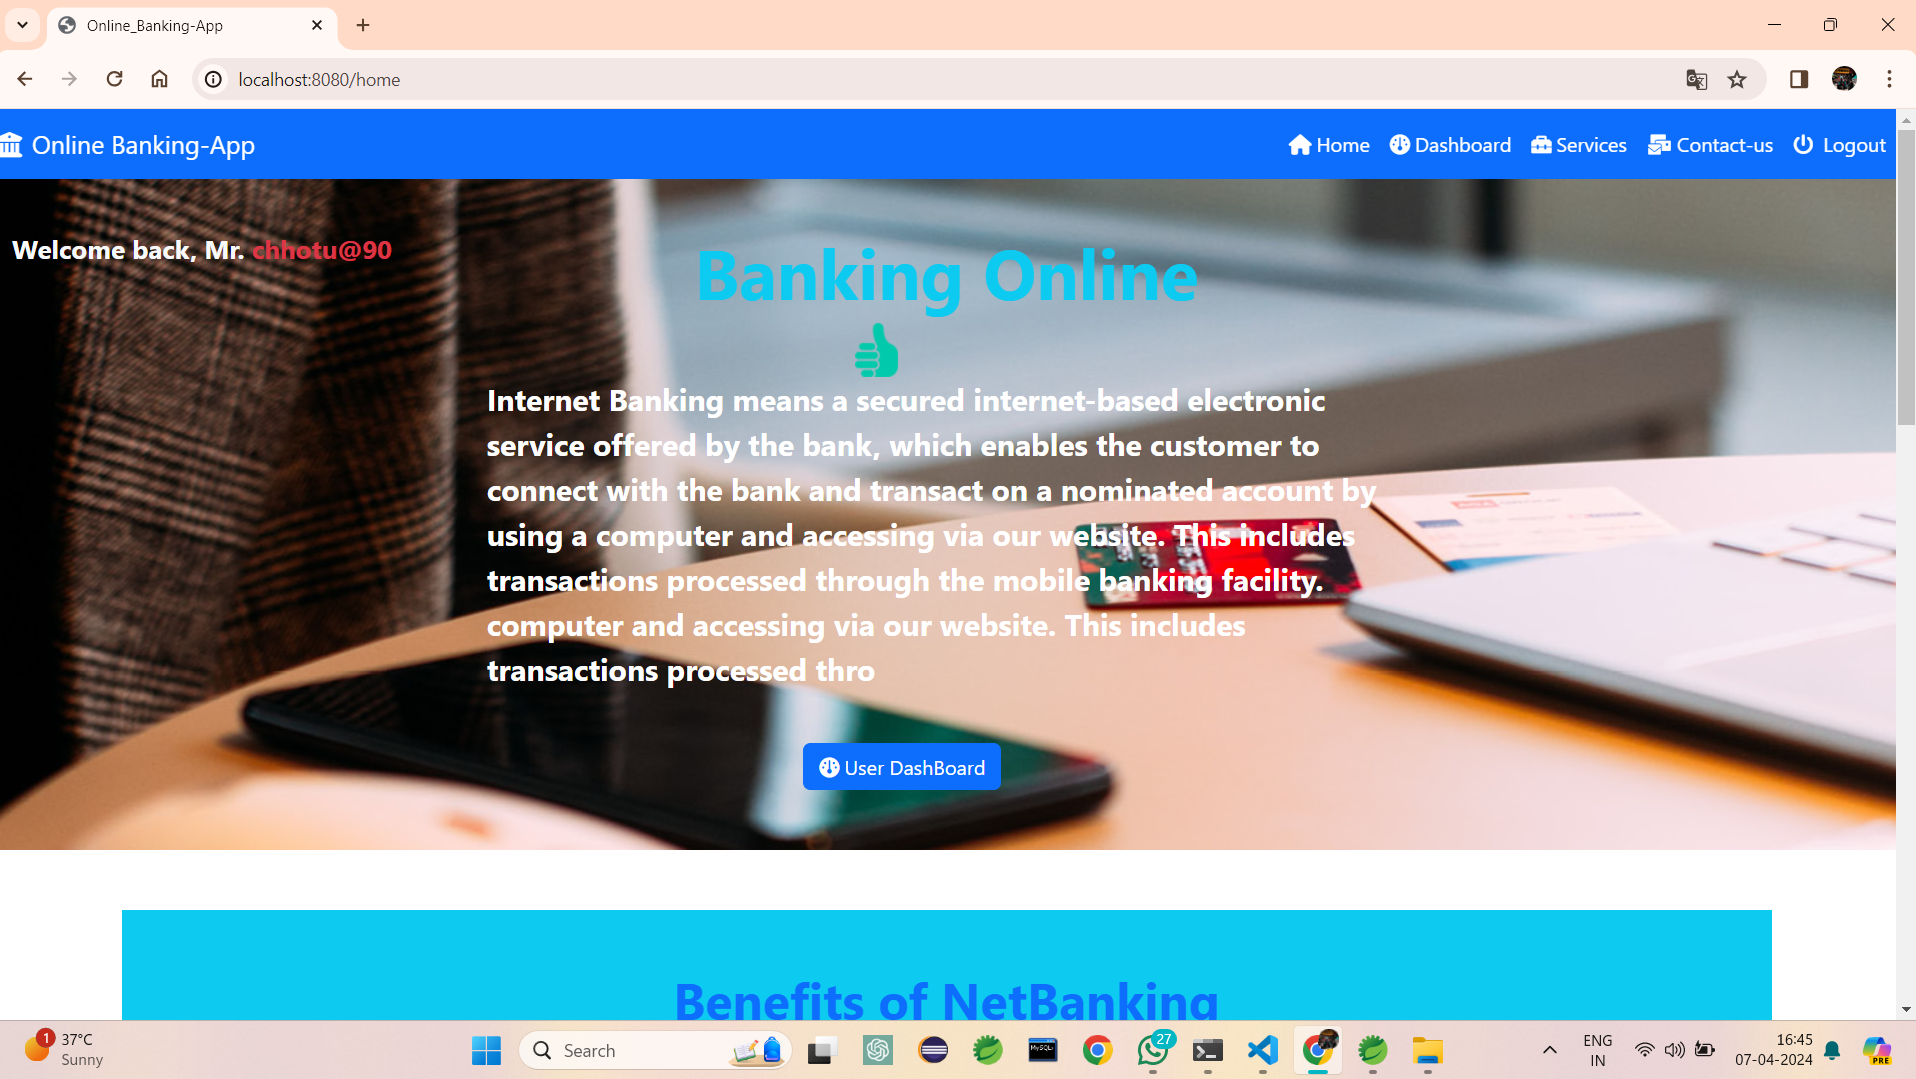 Online_Banking-App
localhost:8080/home
Online Banking-App
Home Dashboard Services Contact-us Logout
Welcome back, Mr. chhotu@90
Banking Online
Internet Banking means a secured internet-based electronic
service offered by the bank, which enables the customer to
connect with the bank and transact on a nominated account by
using a computer and accessing via our website. This includes
transactions processed through the mobile banking facility.
computer and accessing via our website. This includes
transactions processed thro
User DashBoard
Benefits of NetBanking
1
37°C
Sunny
Search
27
ENG
IN
16:45
07-04-2024
PRE